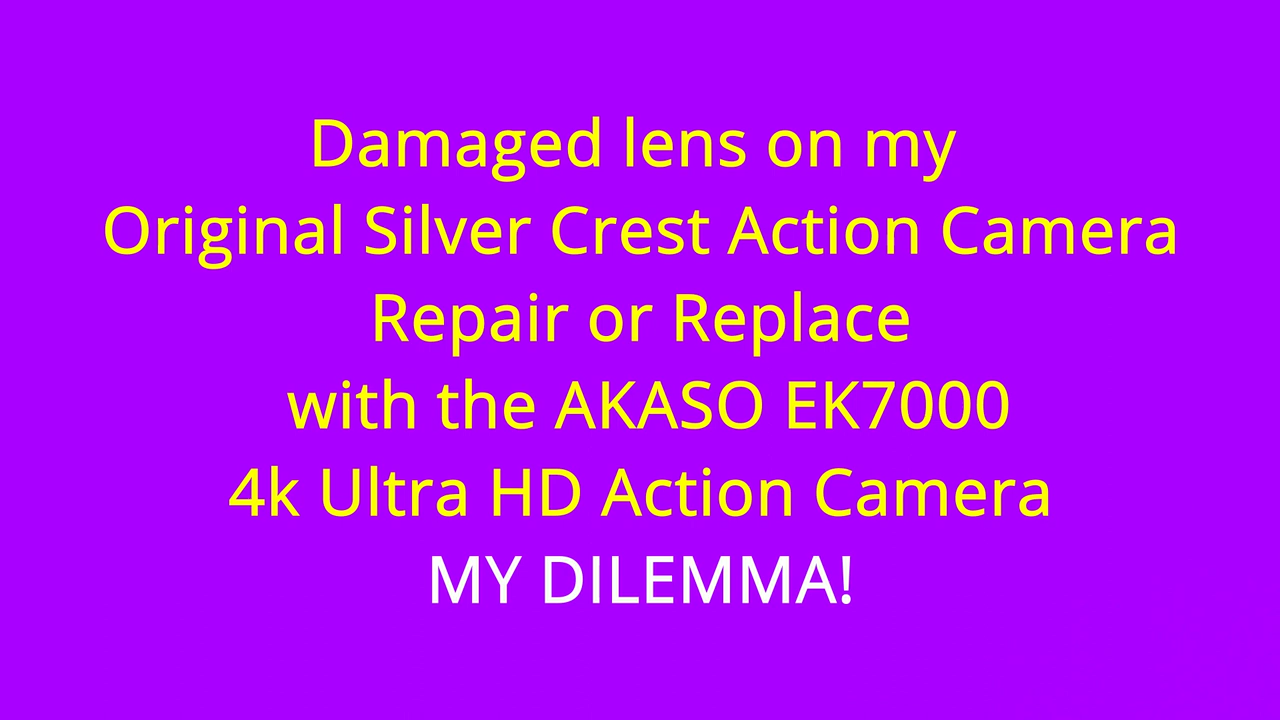 Damaged lens on my
Original Silver Crest Action Camera
Repair or Replace
with the AKASO EK7000
4k Ultra HD Action Camera
MY DILEMMA!